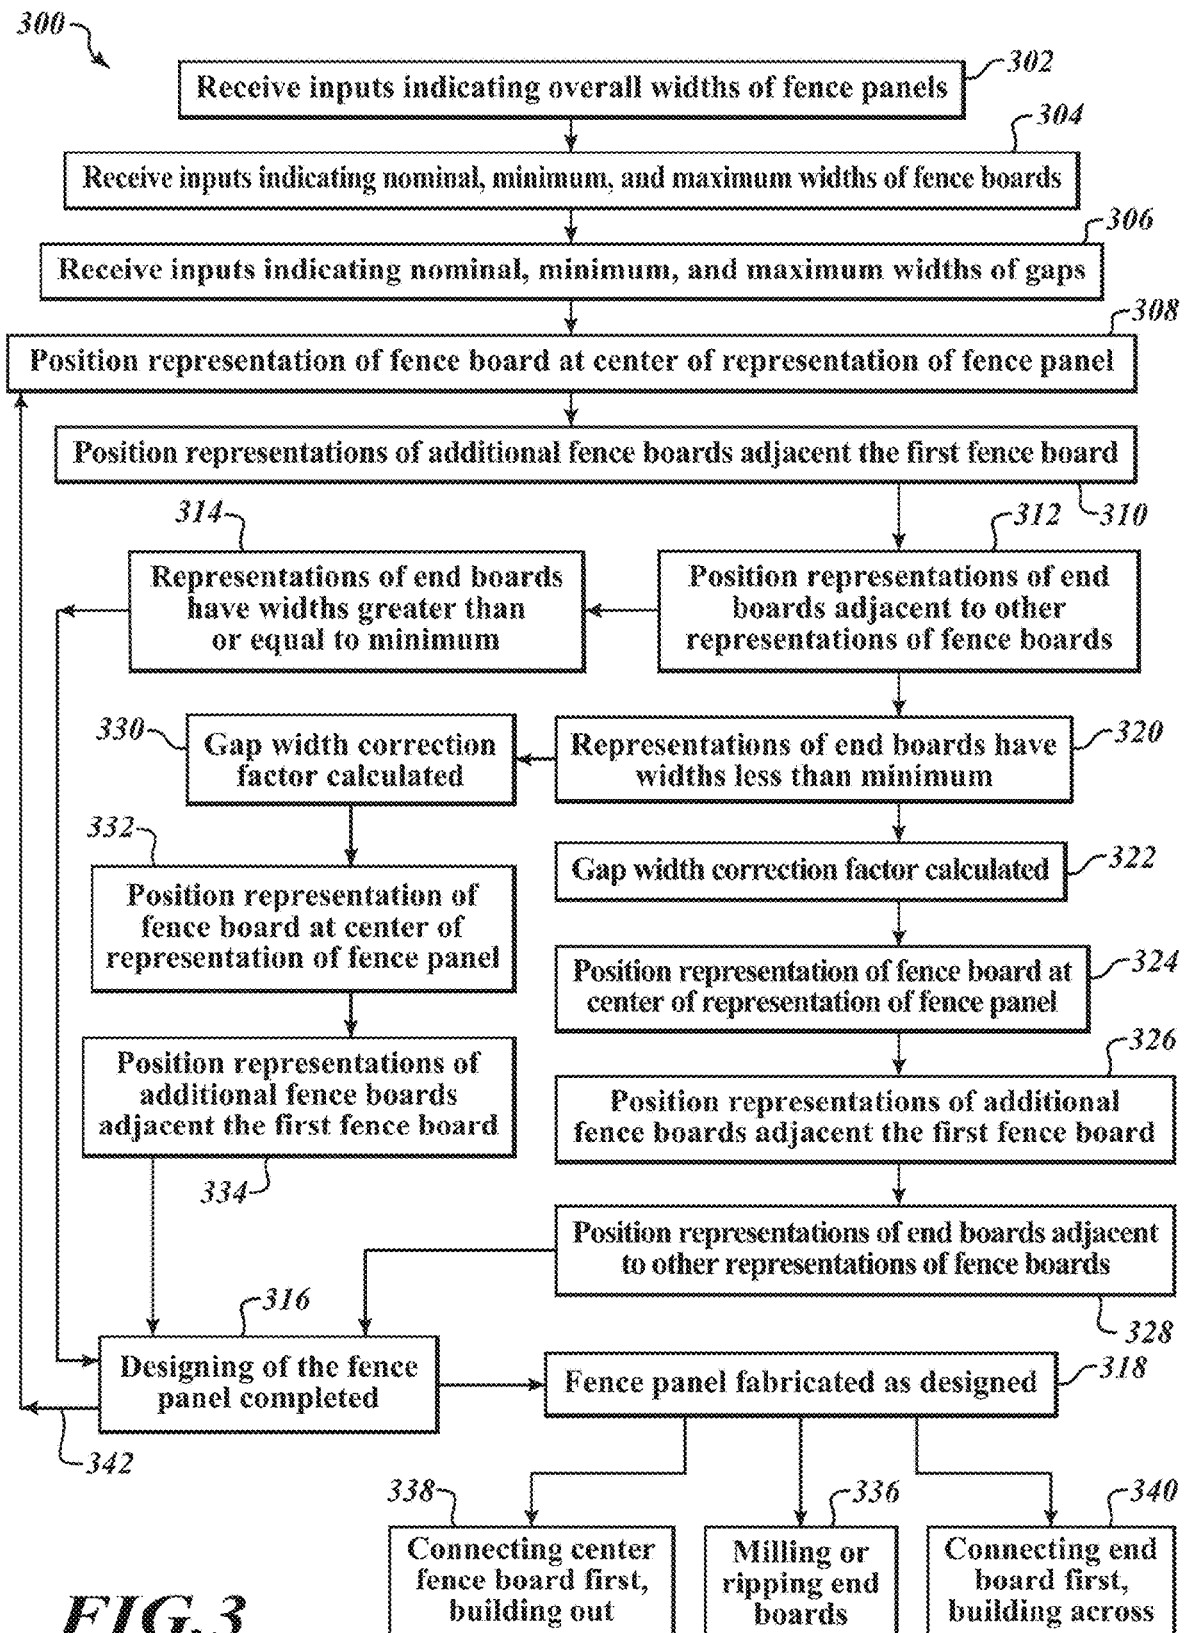 300
302
Receive inputs indicating overall widths of fence panels
304
Receive inputs indicating nominal, minimum, and maximum widths of fence boards
306
Receive inputs indicating nominal, minimum, and maximum widths of gaps
308
Position representation of fence board at center of representation of fence panel
Position representations of additional fence boards adjacent the first fence board
310
314
312
Representations of end boards
have widths greater than
or equal to minimum
Position representations of end
boards adjacent to other
representations of fence boards
330
Gap width correction
factor calculated
320
Representations of end boards have
widths less than minimum
332
Position representation of
fence board at center of
representation of fence panel
322
Gap width correction factor calculated
324
Position representation of fence board at
center of representation of fence panel
Position representations of
additional fence boards
adjacent the first fence board
334
326
Position representations of additional
fence boards adjacent the first fence board
Position representations of end boards adjacent
to other representations of fence boards
328
316
Designing of the fence
panel completed
342
318
Fence panel fabricated as designed
338
Connecting center
fence board first,
building out
336
Milling or
ripping end
boards
340
Connecting end
board first,
building across
FIG.3